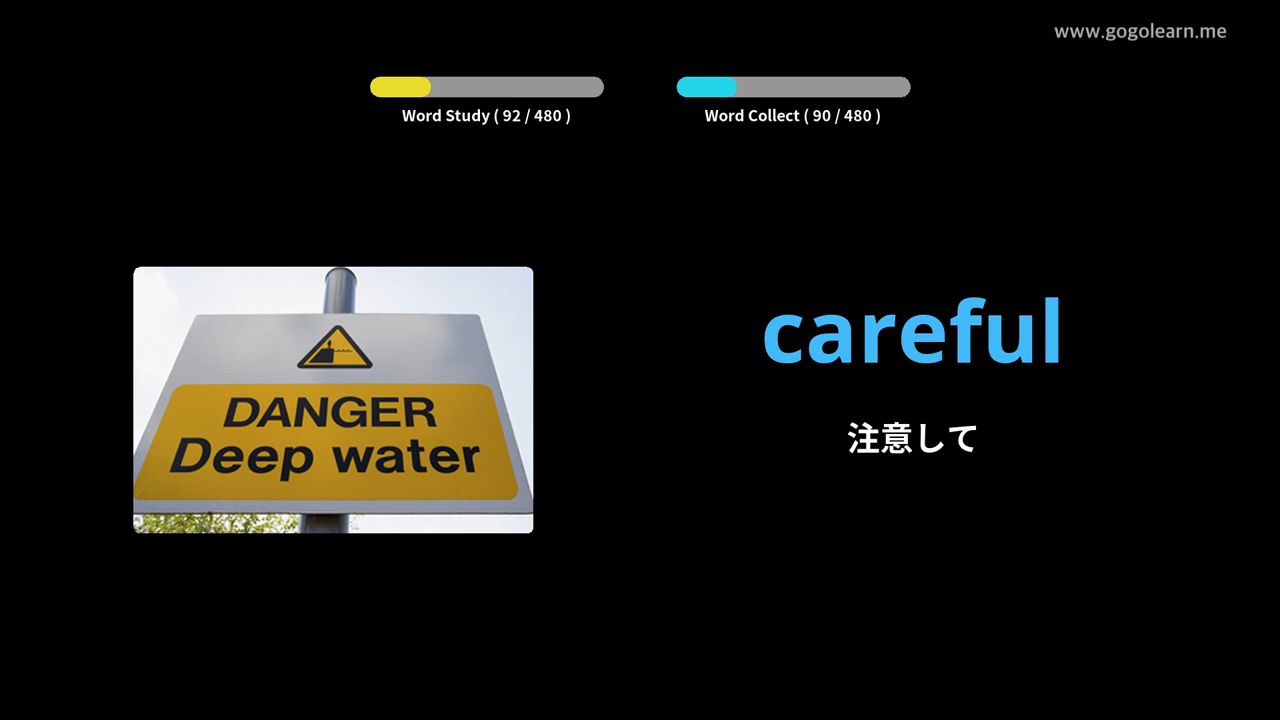 www.gogolearn.me
Word Study ( 92 / 480 )
Word Collect ( 90 / 480 )
DANGER
Deep water
careful
注意して